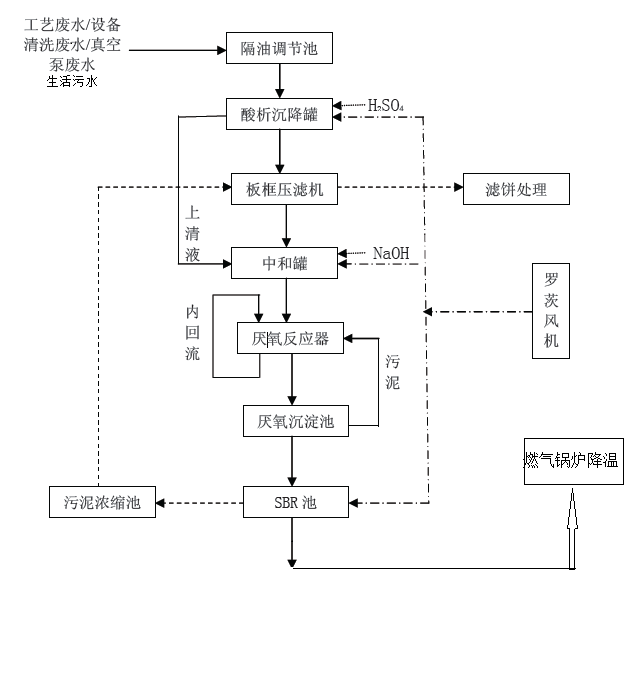 工艺废水/设备
清洗废水/真空
泵废水
生活污水
隔油调节池
酸析沉降罐
H₂SO₄
板框压滤机
滤饼处理
上清液
中和罐
NaOH
罗茨风机
内回流
厌氧反应器
污泥
厌氧沉淀池
燃气锅炉降温
污泥浓缩池
SBR 池